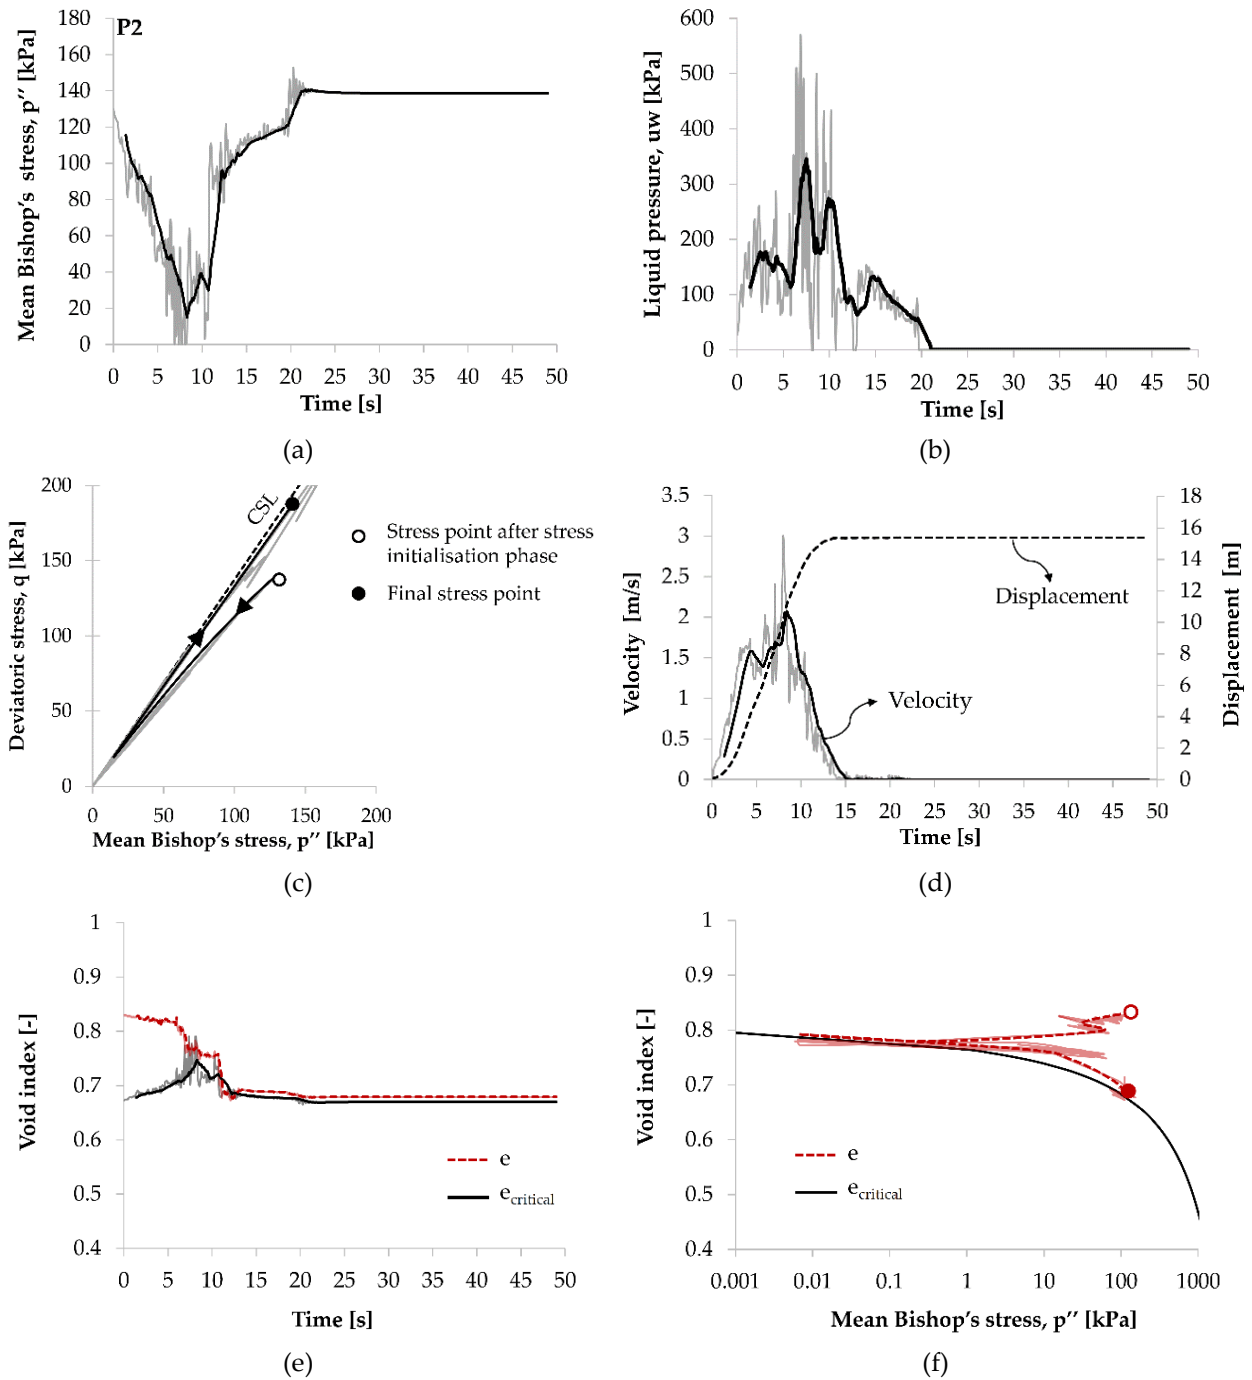 P2
Mean Bishop's stress, p'' [kPa]
180
160
140
120
100
80
60
40
20
0
0 5 10 15 20 25 30 35 40 45 50
Time [s]
(a)
Liquid pressure, uw [kPa]
600
500
400
300
200
100
0
0 5 10 15 20 25 30 35 40 45 50
Time [s]
(b)
Deviatoric stress, q [kPa]
200
150
100
50
0
CSL
Stress point after stress
initialisation phase
Final stress point
0 50 100 150 200
Mean Bishop's stress, p'' [kPa]
(c)
Velocity [m/s]
3.5
3
2.5
2
1.5
1
0.5
0
Displacement
Velocity
18
16
14
12
10
8
6
4
2
0
Displacement [m]
0 5 10 15 20 25 30 35 40 45 50
Time [s]
(d)
Void index [-]
1
0.9
0.8
0.7
0.6
0.5
0.4
e
ecritical
0 5 10 15 20 25 30 35 40 45 50
Time [s]
(e)
Void index [-]
1
0.9
0.8
0.7
0.6
0.5
0.4
e
ecritical
0.001 0.01 0.1 1 10 100 1000
Mean Bishop's stress, p'' [kPa]
(f)